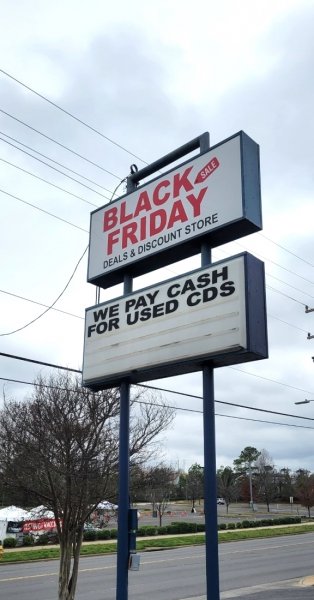 BLACK
SALE
FRIDAY
DEALS & DISCOUNT STORE
WE PAY CASH
FOR USED CDS